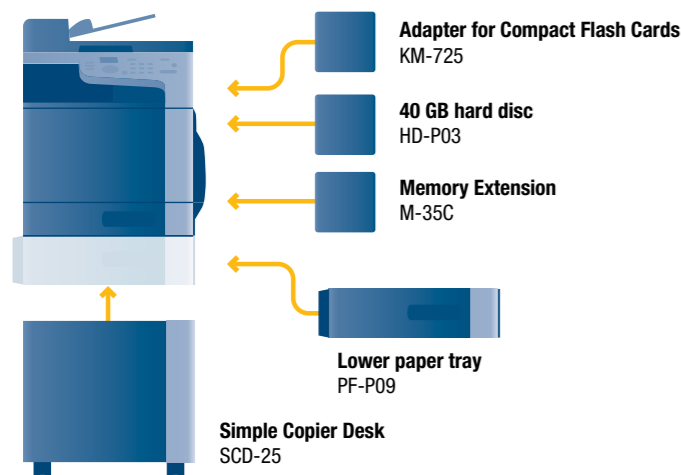 Adapter for Compact Flash Cards
KM-725
40 GB hard disc
HD-P03
Memory Extension
M-35C
Lower paper tray
PF-P09
Simple Copier Desk
SCD-25